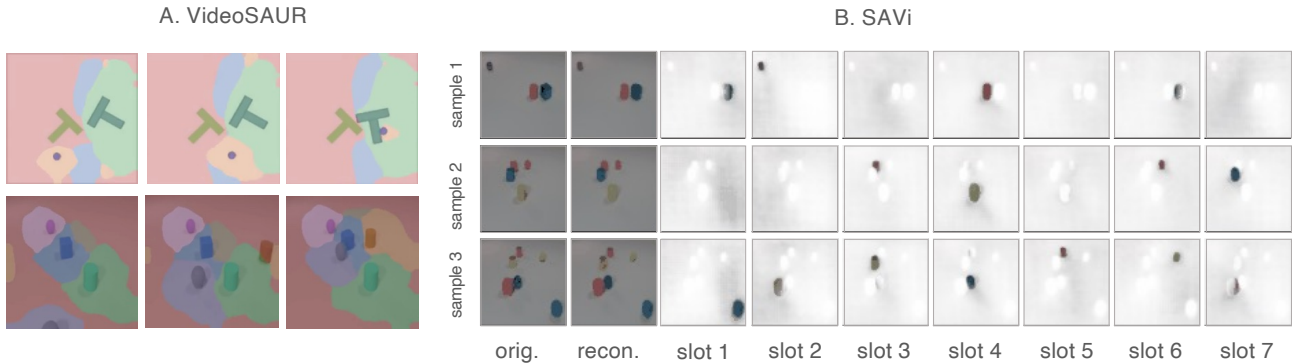 A. VideoSAUR
B. SAVi
sample 1
sample 2
sample 3
orig.
recon.
slot 1
slot 2
slot 3
slot 4
slot 5
slot 6
slot 7